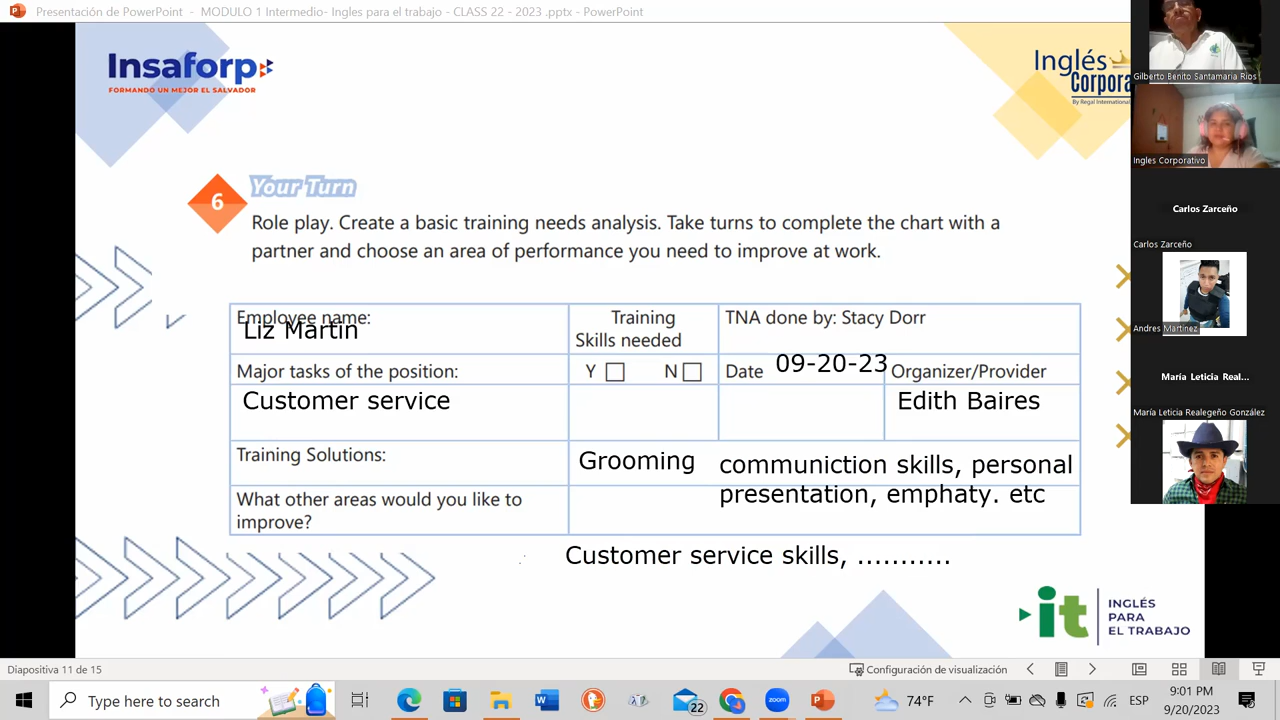 Presentación de PowerPoint - MODULO 1 Intermedio- Ingles para el trabajo - CLASS 22 - 2023 .pptx - PowerPoint
Insaforp
FORMANDO UN MEJOR EL SALVADOR
Inglés
Corpora
By Regal International
6
Your Turn
Role play. Create a basic training needs analysis. Take turns to complete the chart with a
partner and choose an area of performance you need to improve at work.
Employee name:
Liz Martin
Training
Skills needed
TNA done by: Stacy Dorr
Major tasks of the position:
Y
N
Date
09-20-23
Organizer/Provider
Customer service
Edith Baires
Training Solutions:
Grooming
communiction skills, personal
presentation, emphaty. etc
What other areas would you like to
improve?
Customer service skills, ...........
it
INGLÉS
PARA
EL TRABAJO
Gilberto Benito Santamaria Rios
Ingles Corporativo
Carlos Zarceño
Carlos Zarceño
Andres Martinez
María Leticia Real...
María Leticia Realegeño González
Diapositiva 11 de 15
Configuración de visualización
Type here to search
22
zoom
74°F
ESP
9:01 PM
9/20/2023